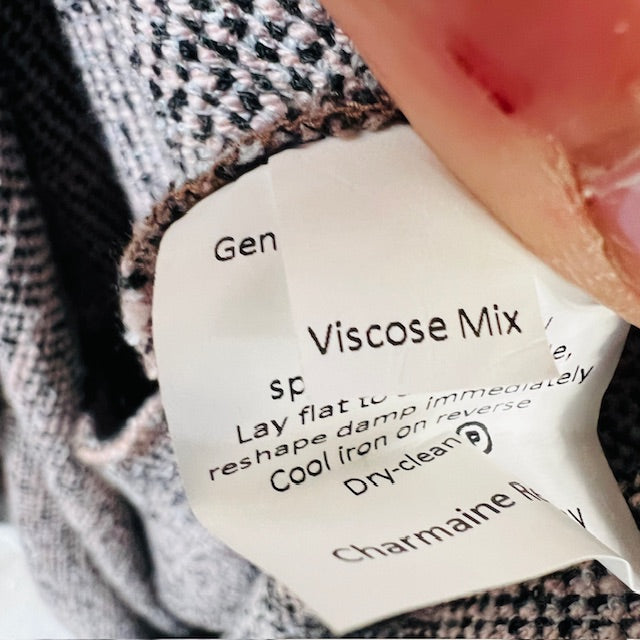 Gen
Viscose Mix
sp
Lay flat to
reshape damp immediately
Cool iron on reverse
Dry-clean P
Charmaine